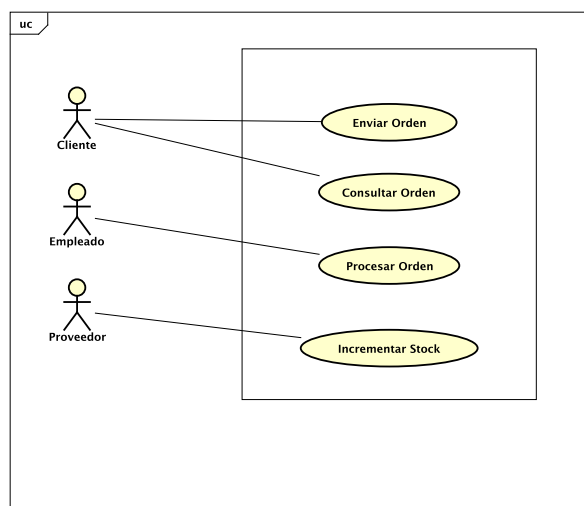 uc
Cliente
Enviar Orden
Consultar Orden
Empleado
Procesar Orden
Proveedor
Incrementar Stock